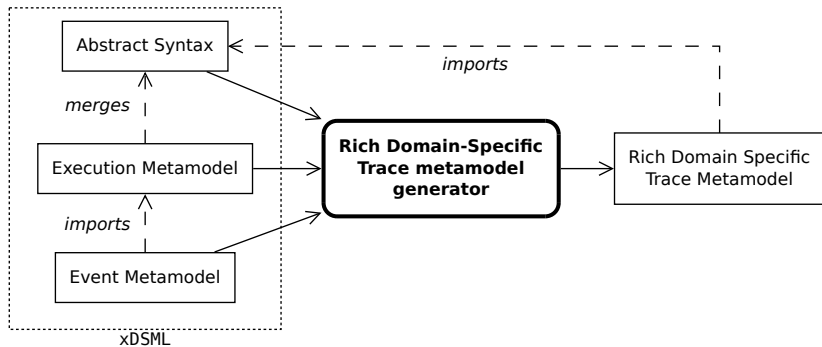 Abstract Syntax
imports
merges
Rich Domain-Specific
Trace metamodel
generator
Execution Metamodel
Rich Domain Specific
Trace Metamodel
imports
Event Metamodel
xDSML